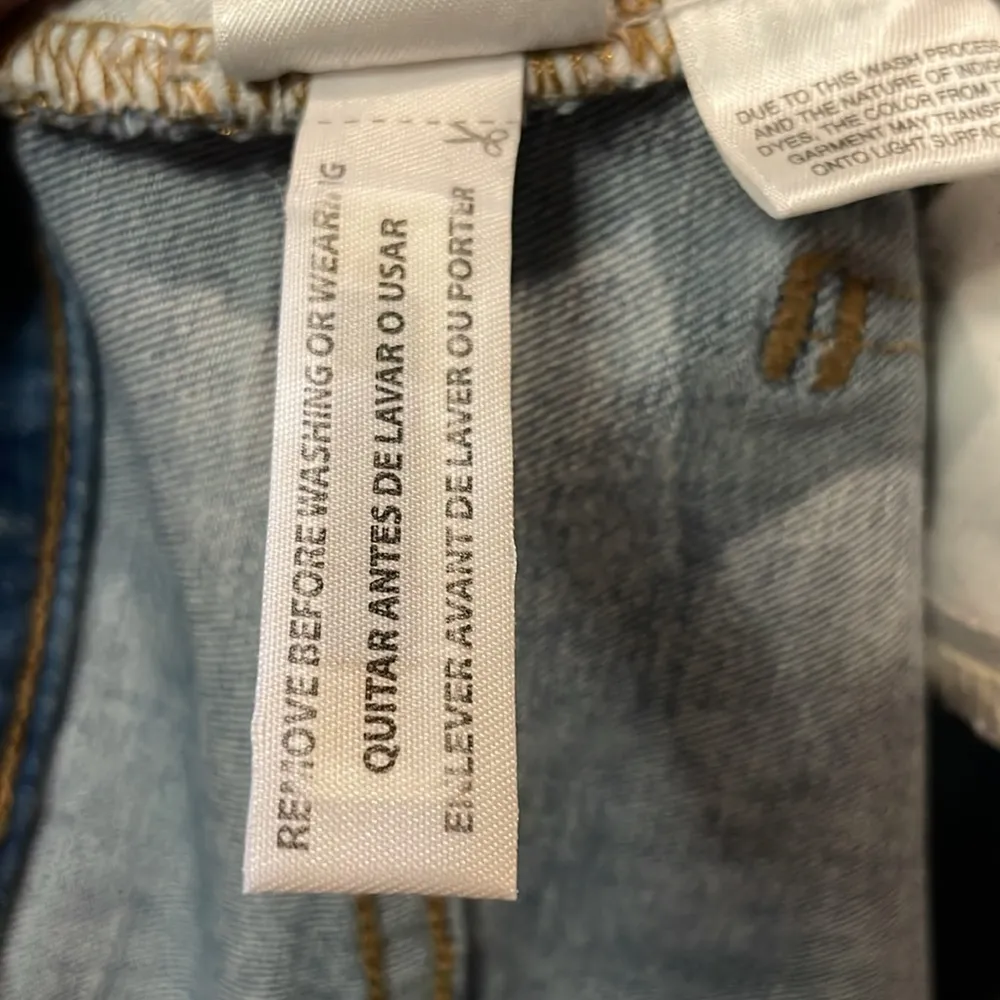 REMOVE BEFORE WASHING OR WEARING
QUITAR ANTES DE LAVAR O USAR
ENLEVER AVANT DE LAVER OU PORTER
DUE TO THIS WASH PROCESS
AND THE NATURE OF INDIG
DYES, THE COLOR FROM T
GARMENT MAY TRANSF
ONTO LIGHT SURFAC